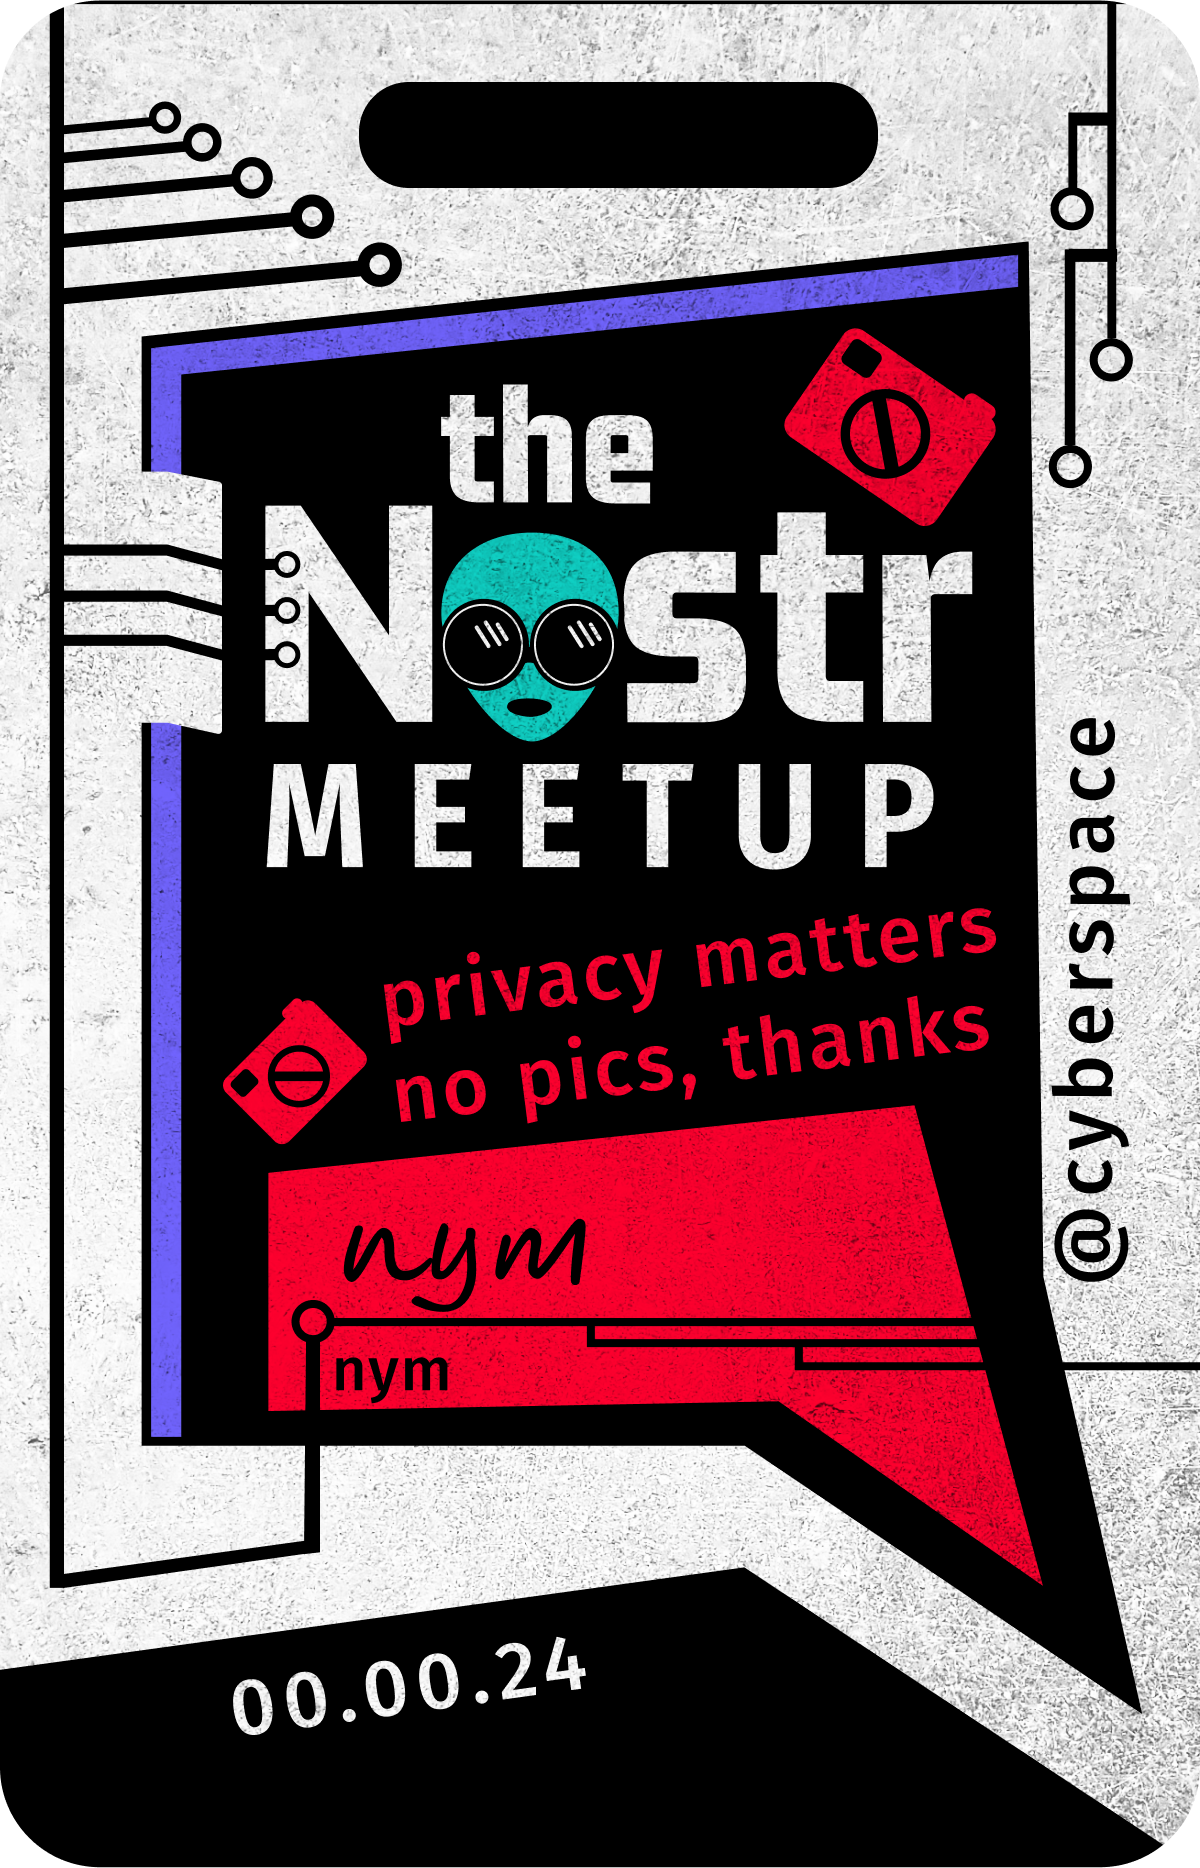 the
Nostr
MEETUP
privacy matters
no pics, thanks
nym
nym
@cyberspace
00.00.24